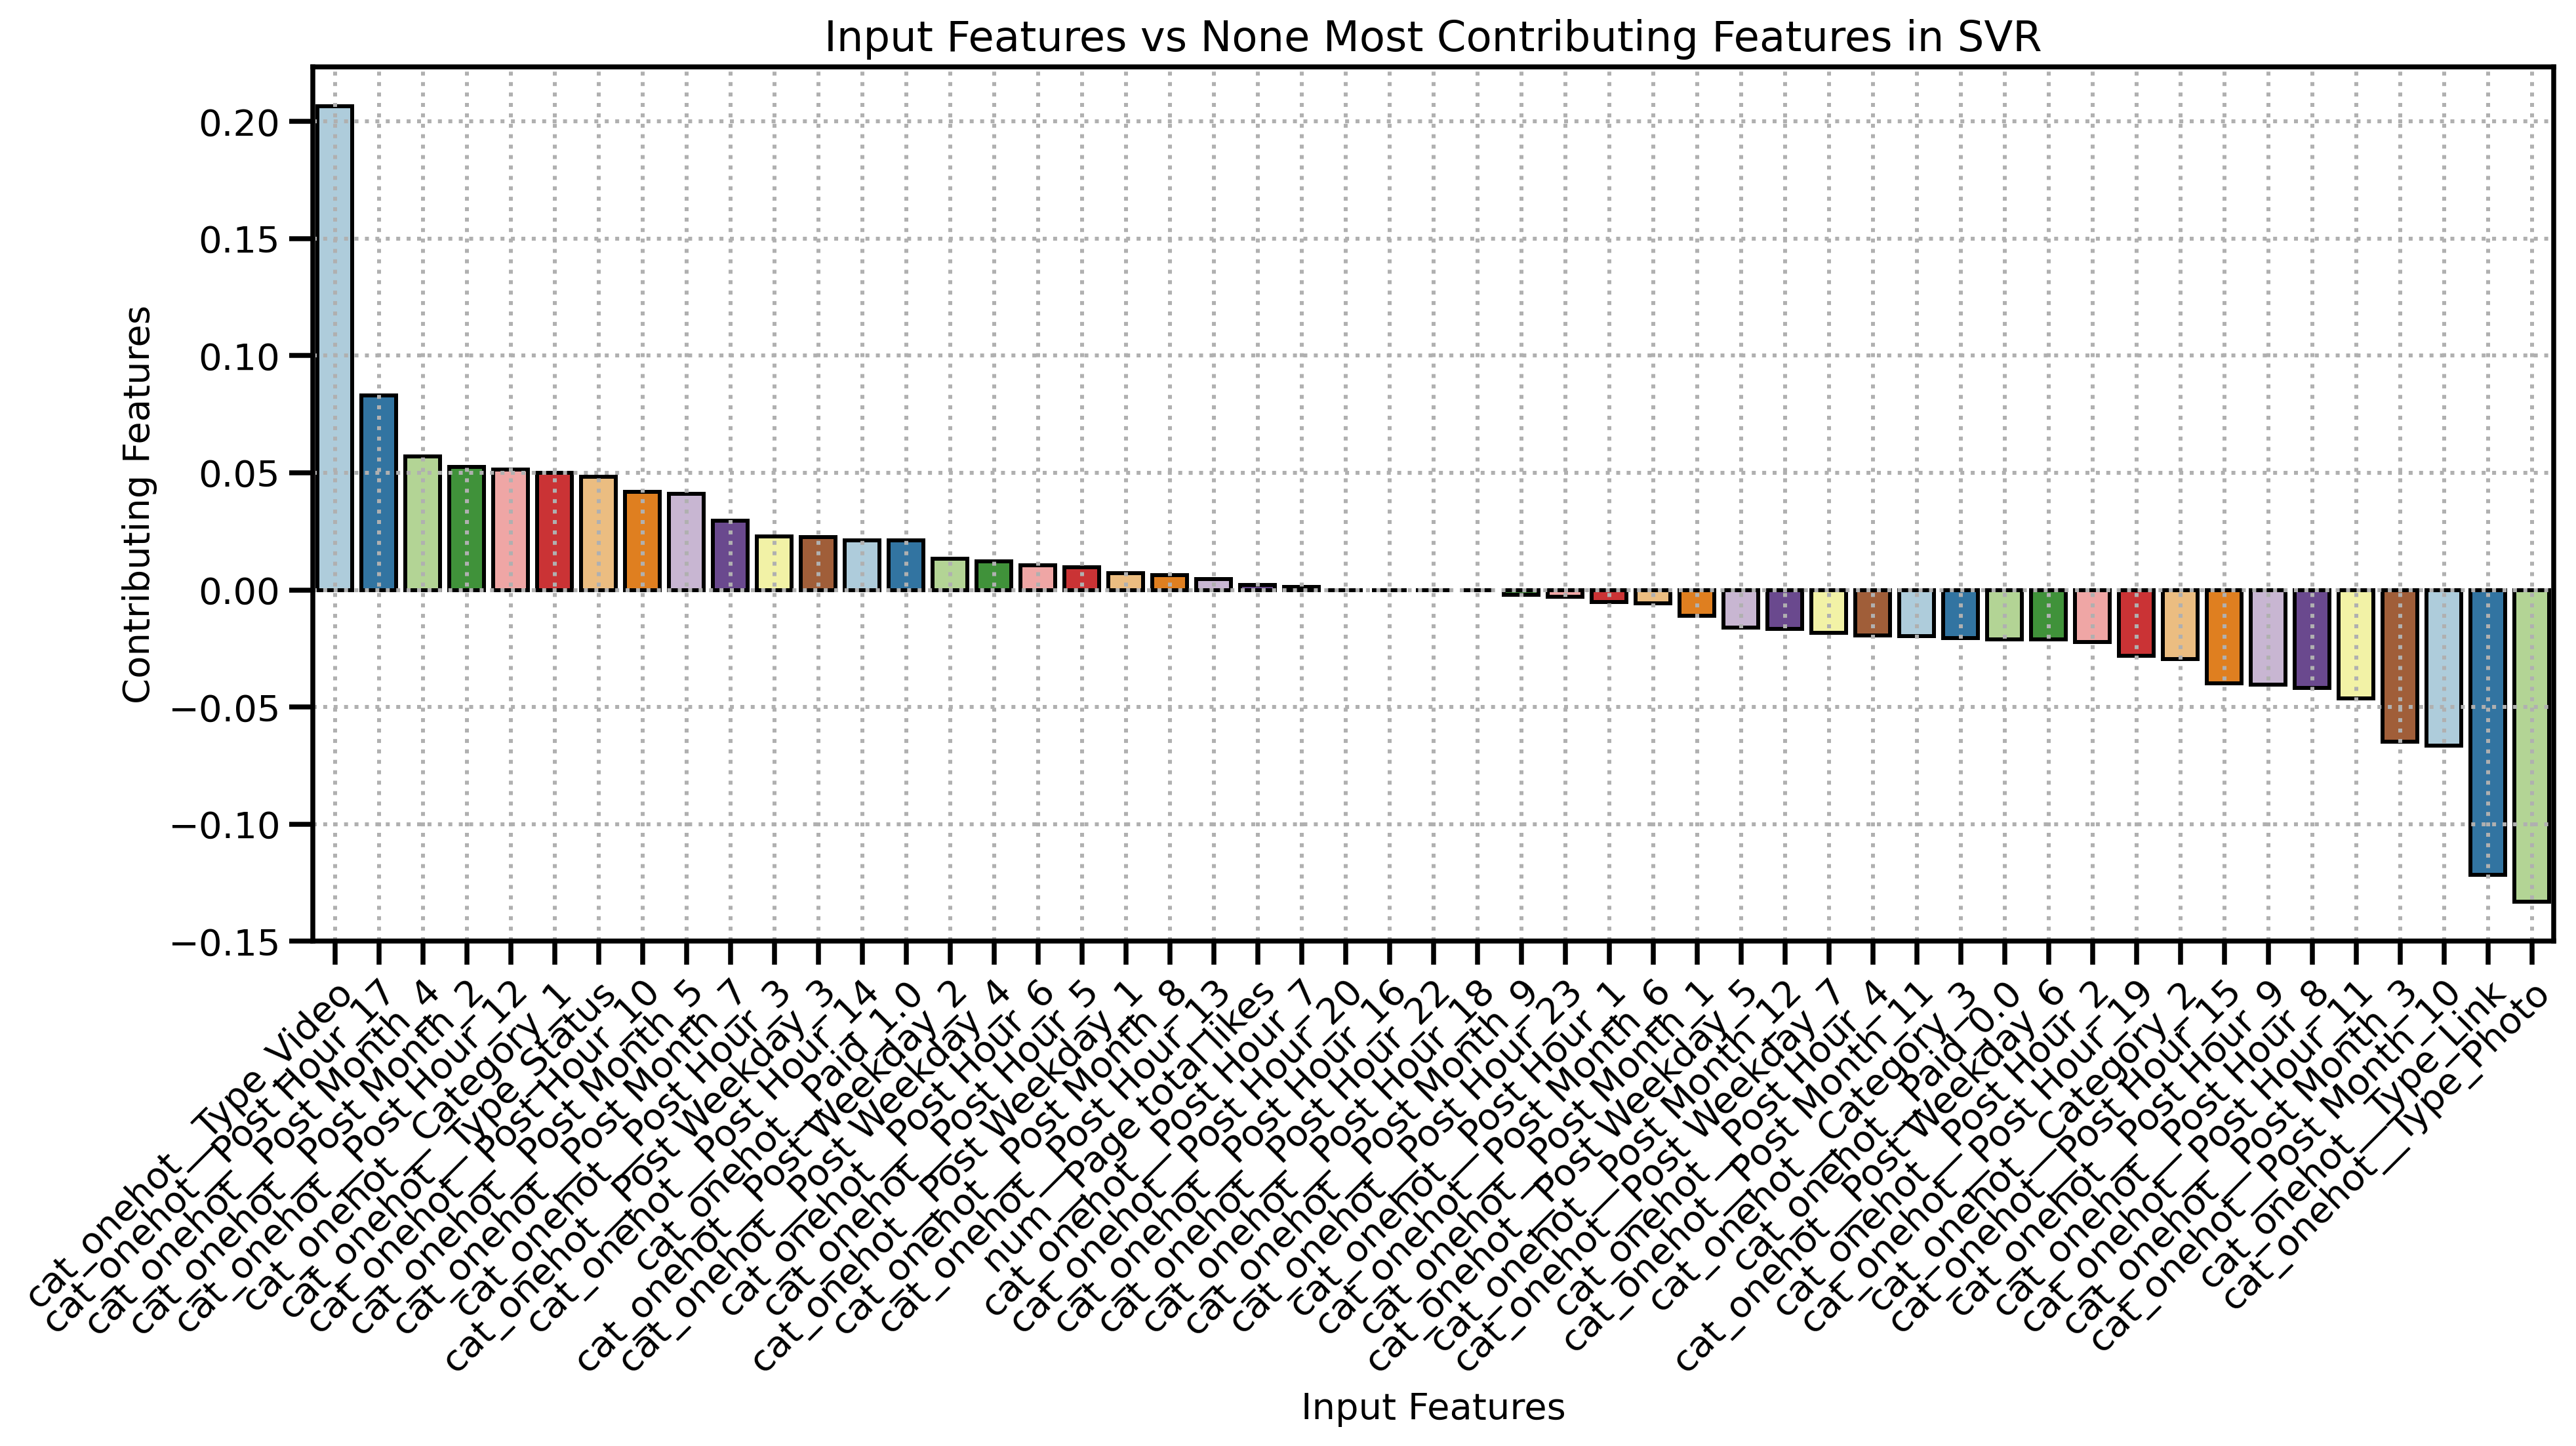 Input Features vs None Most Contributing Features in SVR
Contributing Features
0.20
0.15
0.10
0.05
0.00
−0.05
−0.10
−0.15
cat_onehot__Type_Video
cat_onehot__Post Hour_17
cat_onehot__Post Month_4
cat_onehot__Post Month_2
cat_onehot__Post Hour_12
cat_onehot__Category_1
cat_onehot__Type_Status
cat_onehot__Post Hour_10
cat_onehot__Post Month_5
cat_onehot__Post Month_7
cat_onehot__Post Hour_3
cat_onehot__Post Weekday_3
cat_onehot__Post Hour_14
cat_onehot__Paid_1.0
cat_onehot__Post Weekday_2
cat_onehot__Post Weekday_4
cat_onehot__Post Hour_6
cat_onehot__Post Hour_5
cat_onehot__Post Weekday_1
cat_onehot__Post Month_8
cat_onehot__Post Hour_13
num__Page total likes
cat_onehot__Post Hour_7
cat_onehot__Post Hour_20
cat_onehot__Post Hour_16
cat_onehot__Post Hour_22
cat_onehot__Post Hour_18
cat_onehot__Post Month_9
cat_onehot__Post Hour_23
cat_onehot__Post Hour_1
cat_onehot__Post Month_6
cat_onehot__Post Month_1
cat_onehot__Post Weekday_5
cat_onehot__Post Month_12
cat_onehot__Post Weekday_7
cat_onehot__Post Hour_4
cat_onehot__Post Month_11
cat_onehot__Category_3
cat_onehot__Paid_0.0
cat_onehot__Post Weekday_6
cat_onehot__Post Hour_2
cat_onehot__Post Hour_19
cat_onehot__Category_2
cat_onehot__Post Hour_15
cat_onehot__Post Hour_9
cat_onehot__Post Hour_8
cat_onehot__Post Hour_11
cat_onehot__Post Month_3
cat_onehot__Post Month_10
cat_onehot__Type_Link
cat_onehot__Type_Photo
Input Features